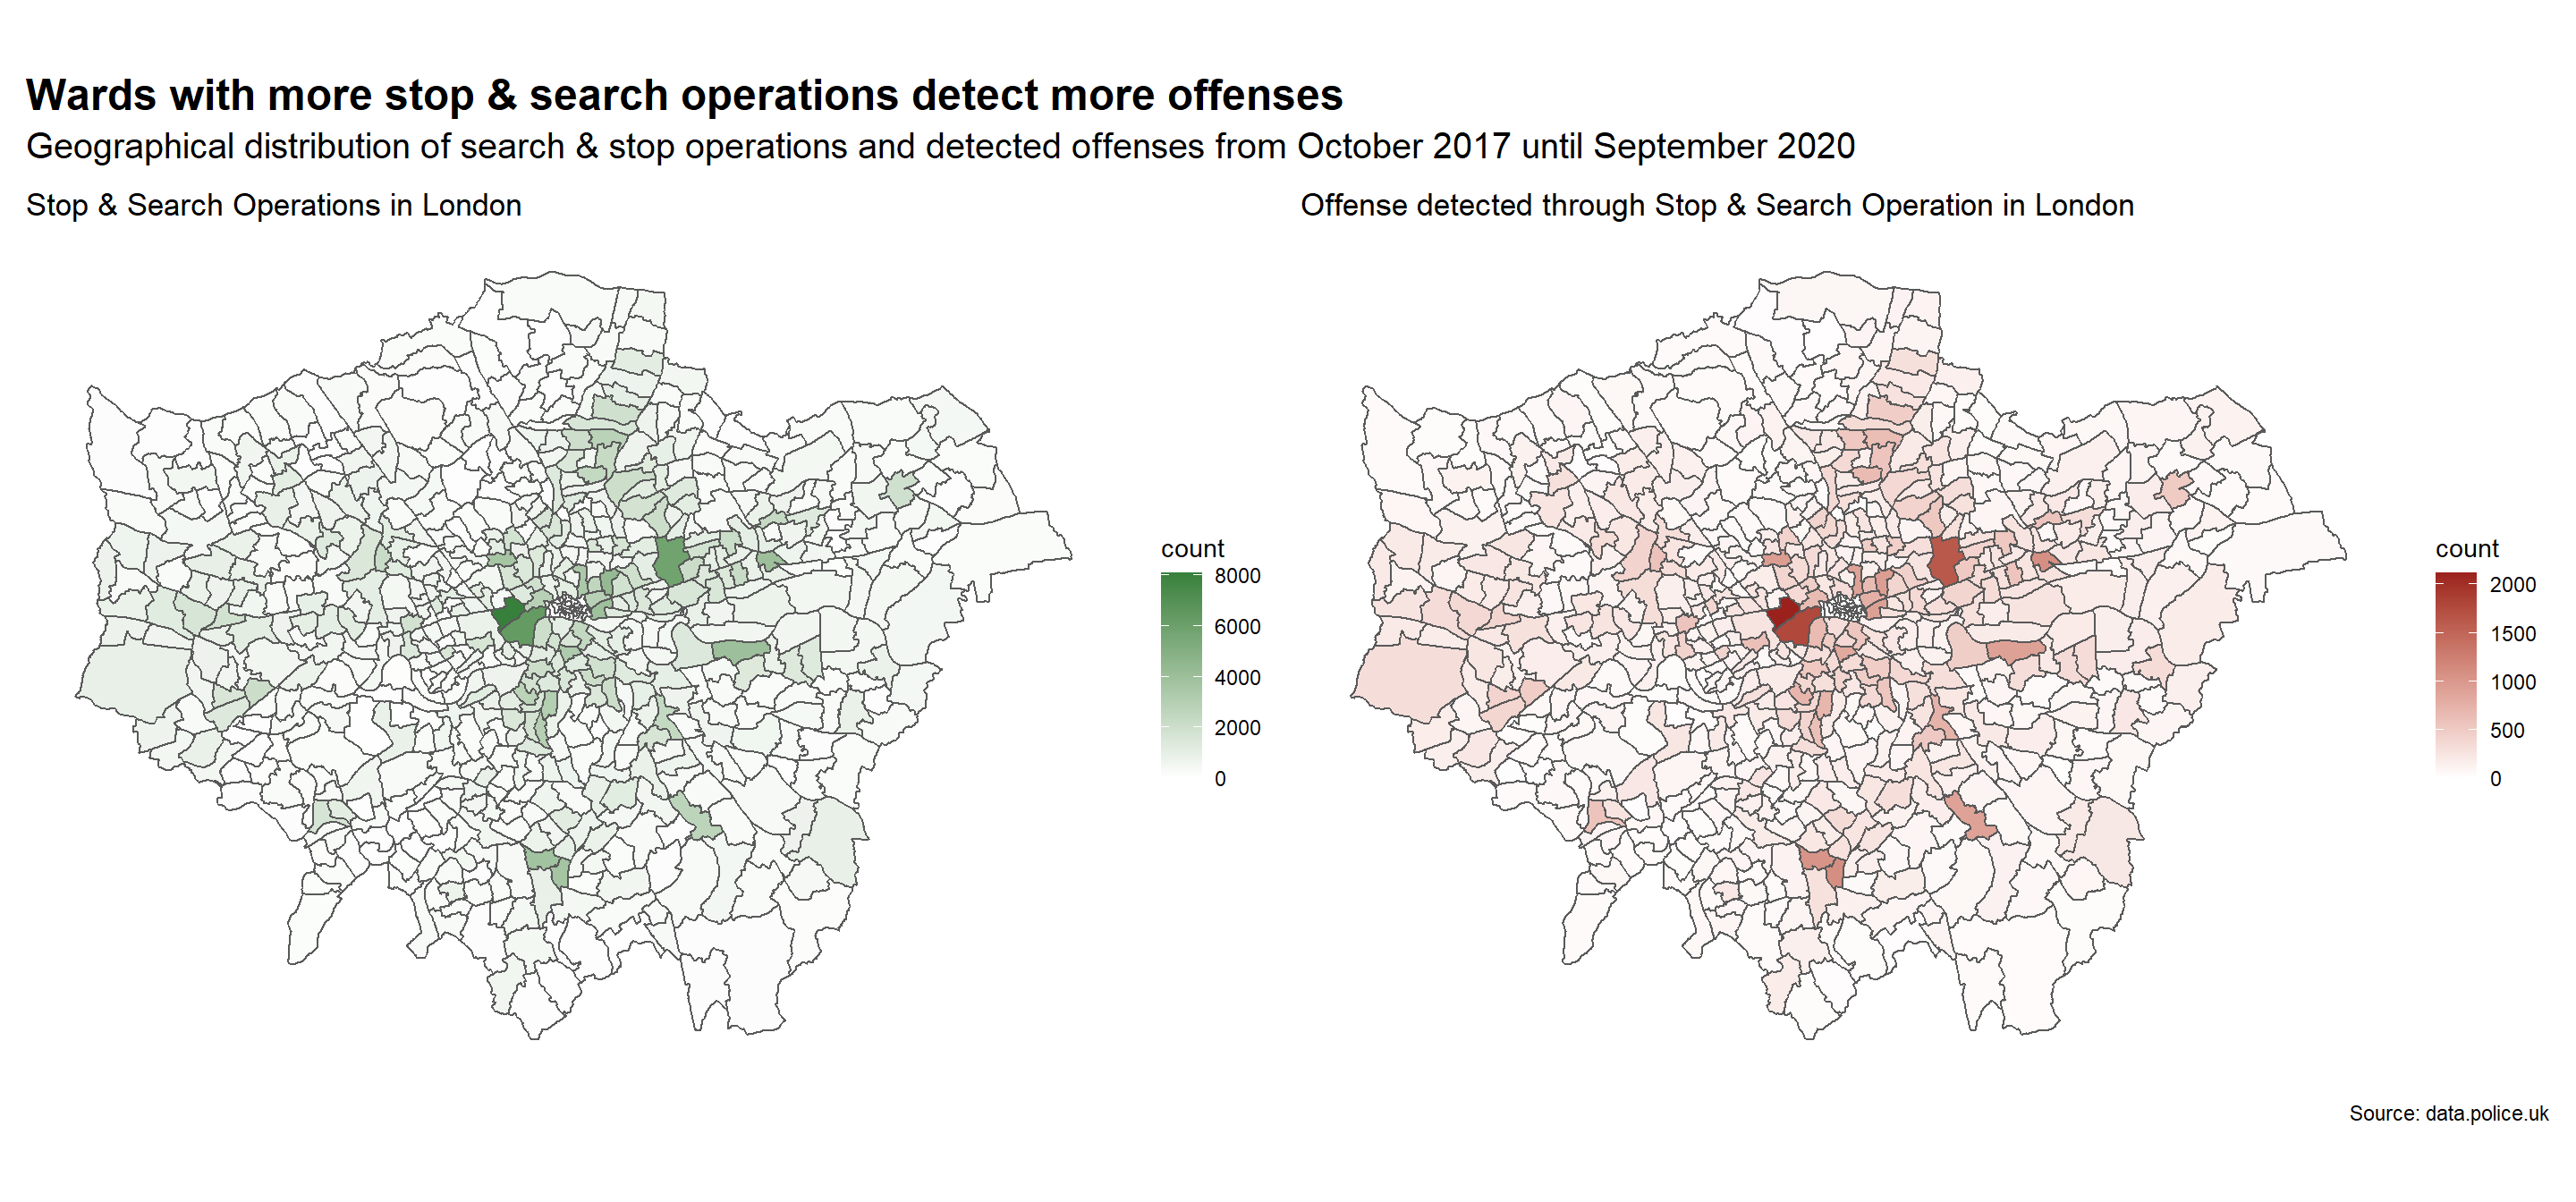 Wards with more stop & search operations detect more offenses
Geographical distribution of search & stop operations and detected offenses from October 2017 until September 2020
Stop & Search Operations in London
Offense detected through Stop & Search Operation in London
count
8000
6000
4000
2000
0
count
2000
1500
1000
500
0
Source: data.police.uk